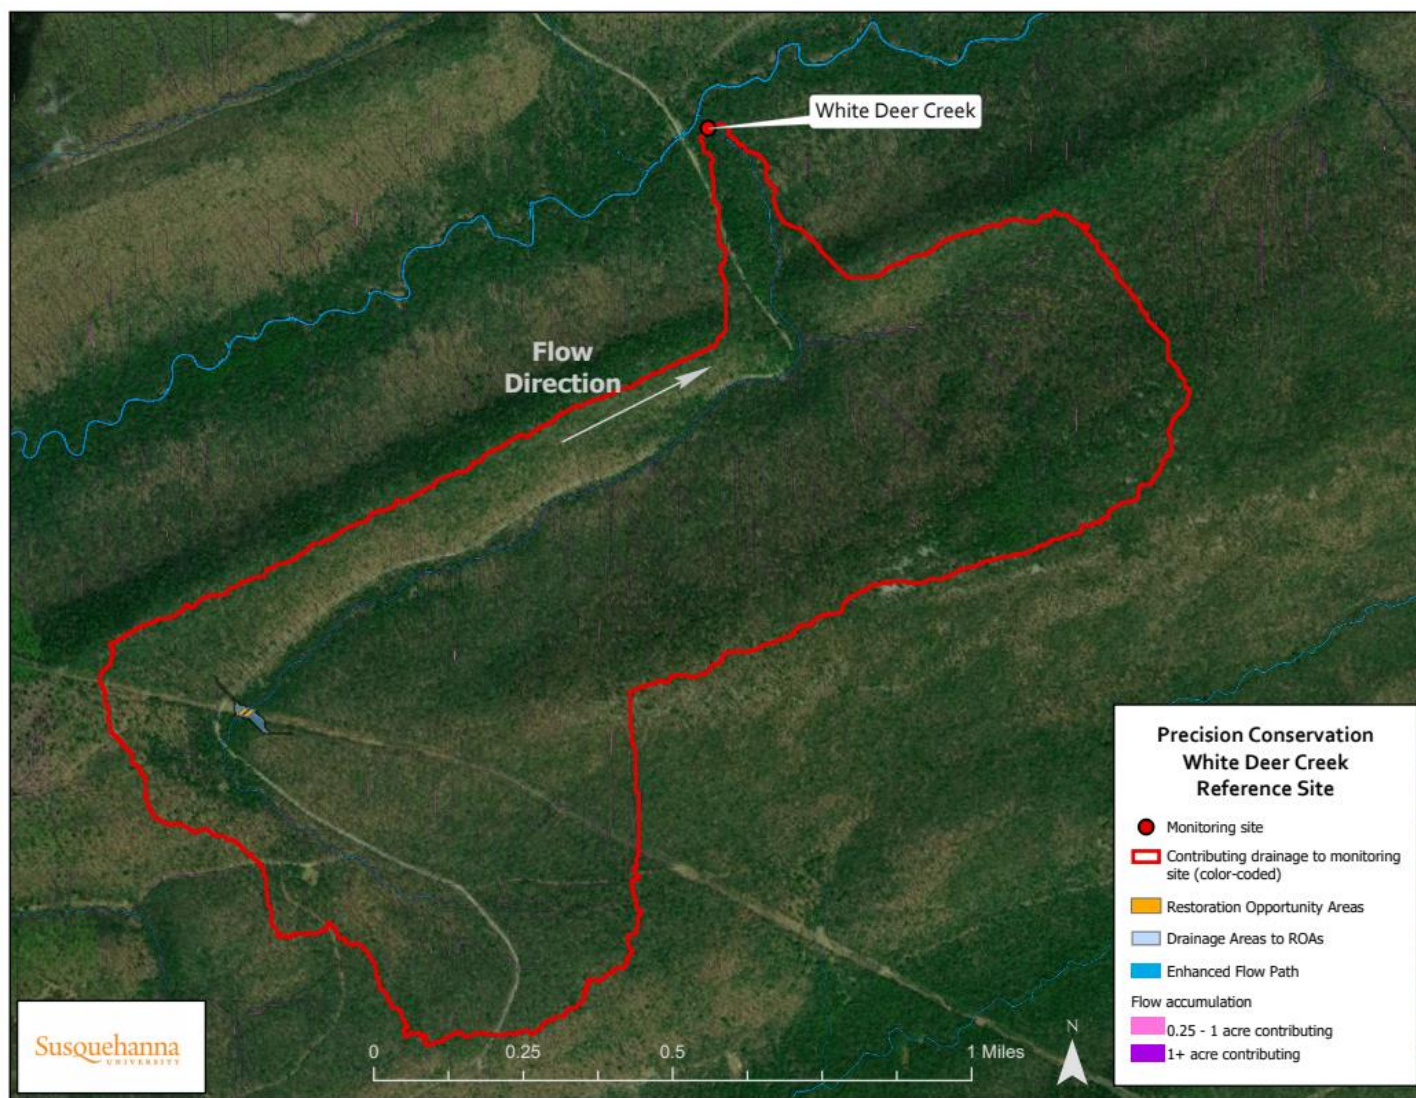 White Deer Creek
Flow
Direction
Precision Conservation
White Deer Creek
Reference Site
Monitoring site
Contributing drainage to monitoring
site (color-coded)
Restoration Opportunity Areas
Drainage Areas to ROAs
Enhanced Flow Path
Flow accumulation
0.25 - 1 acre contributing
1+ acre contributing
Susquehanna
UNIVERSITY
0 0.25 0.5 1 Miles
N